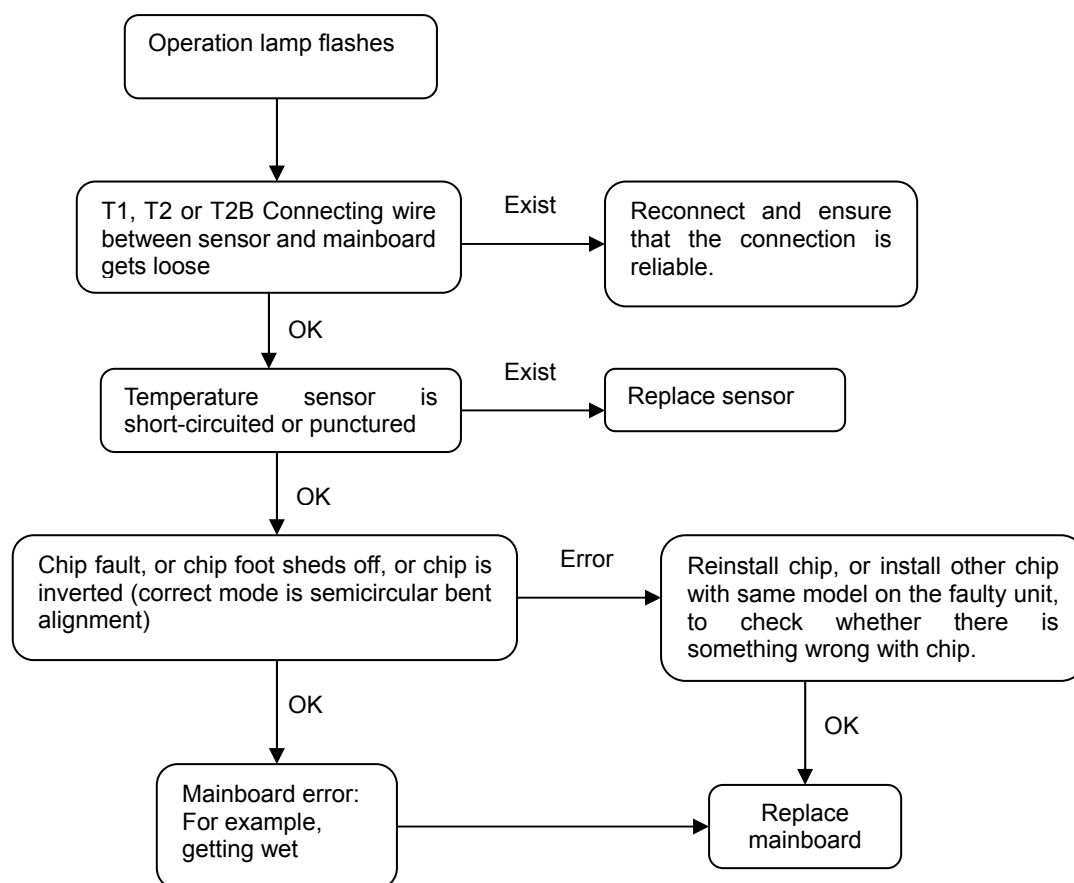 Operation lamp flashes
T1, T2 or T2B Connecting wire
between sensor and mainboard
gets loose
Exist
Reconnect and ensure
that the connection is
reliable.
OK
Temperature sensor is
short-circuited or punctured
Exist
Replace sensor
OK
Chip fault, or chip foot sheds off, or chip is
inverted (correct mode is semicircular bent
alignment)
Error
Reinstall chip, or install other chip
with same model on the faulty unit,
to check whether there is
something wrong with chip.
OK
OK
Mainboard error:
For example,
getting wet
Replace
mainboard